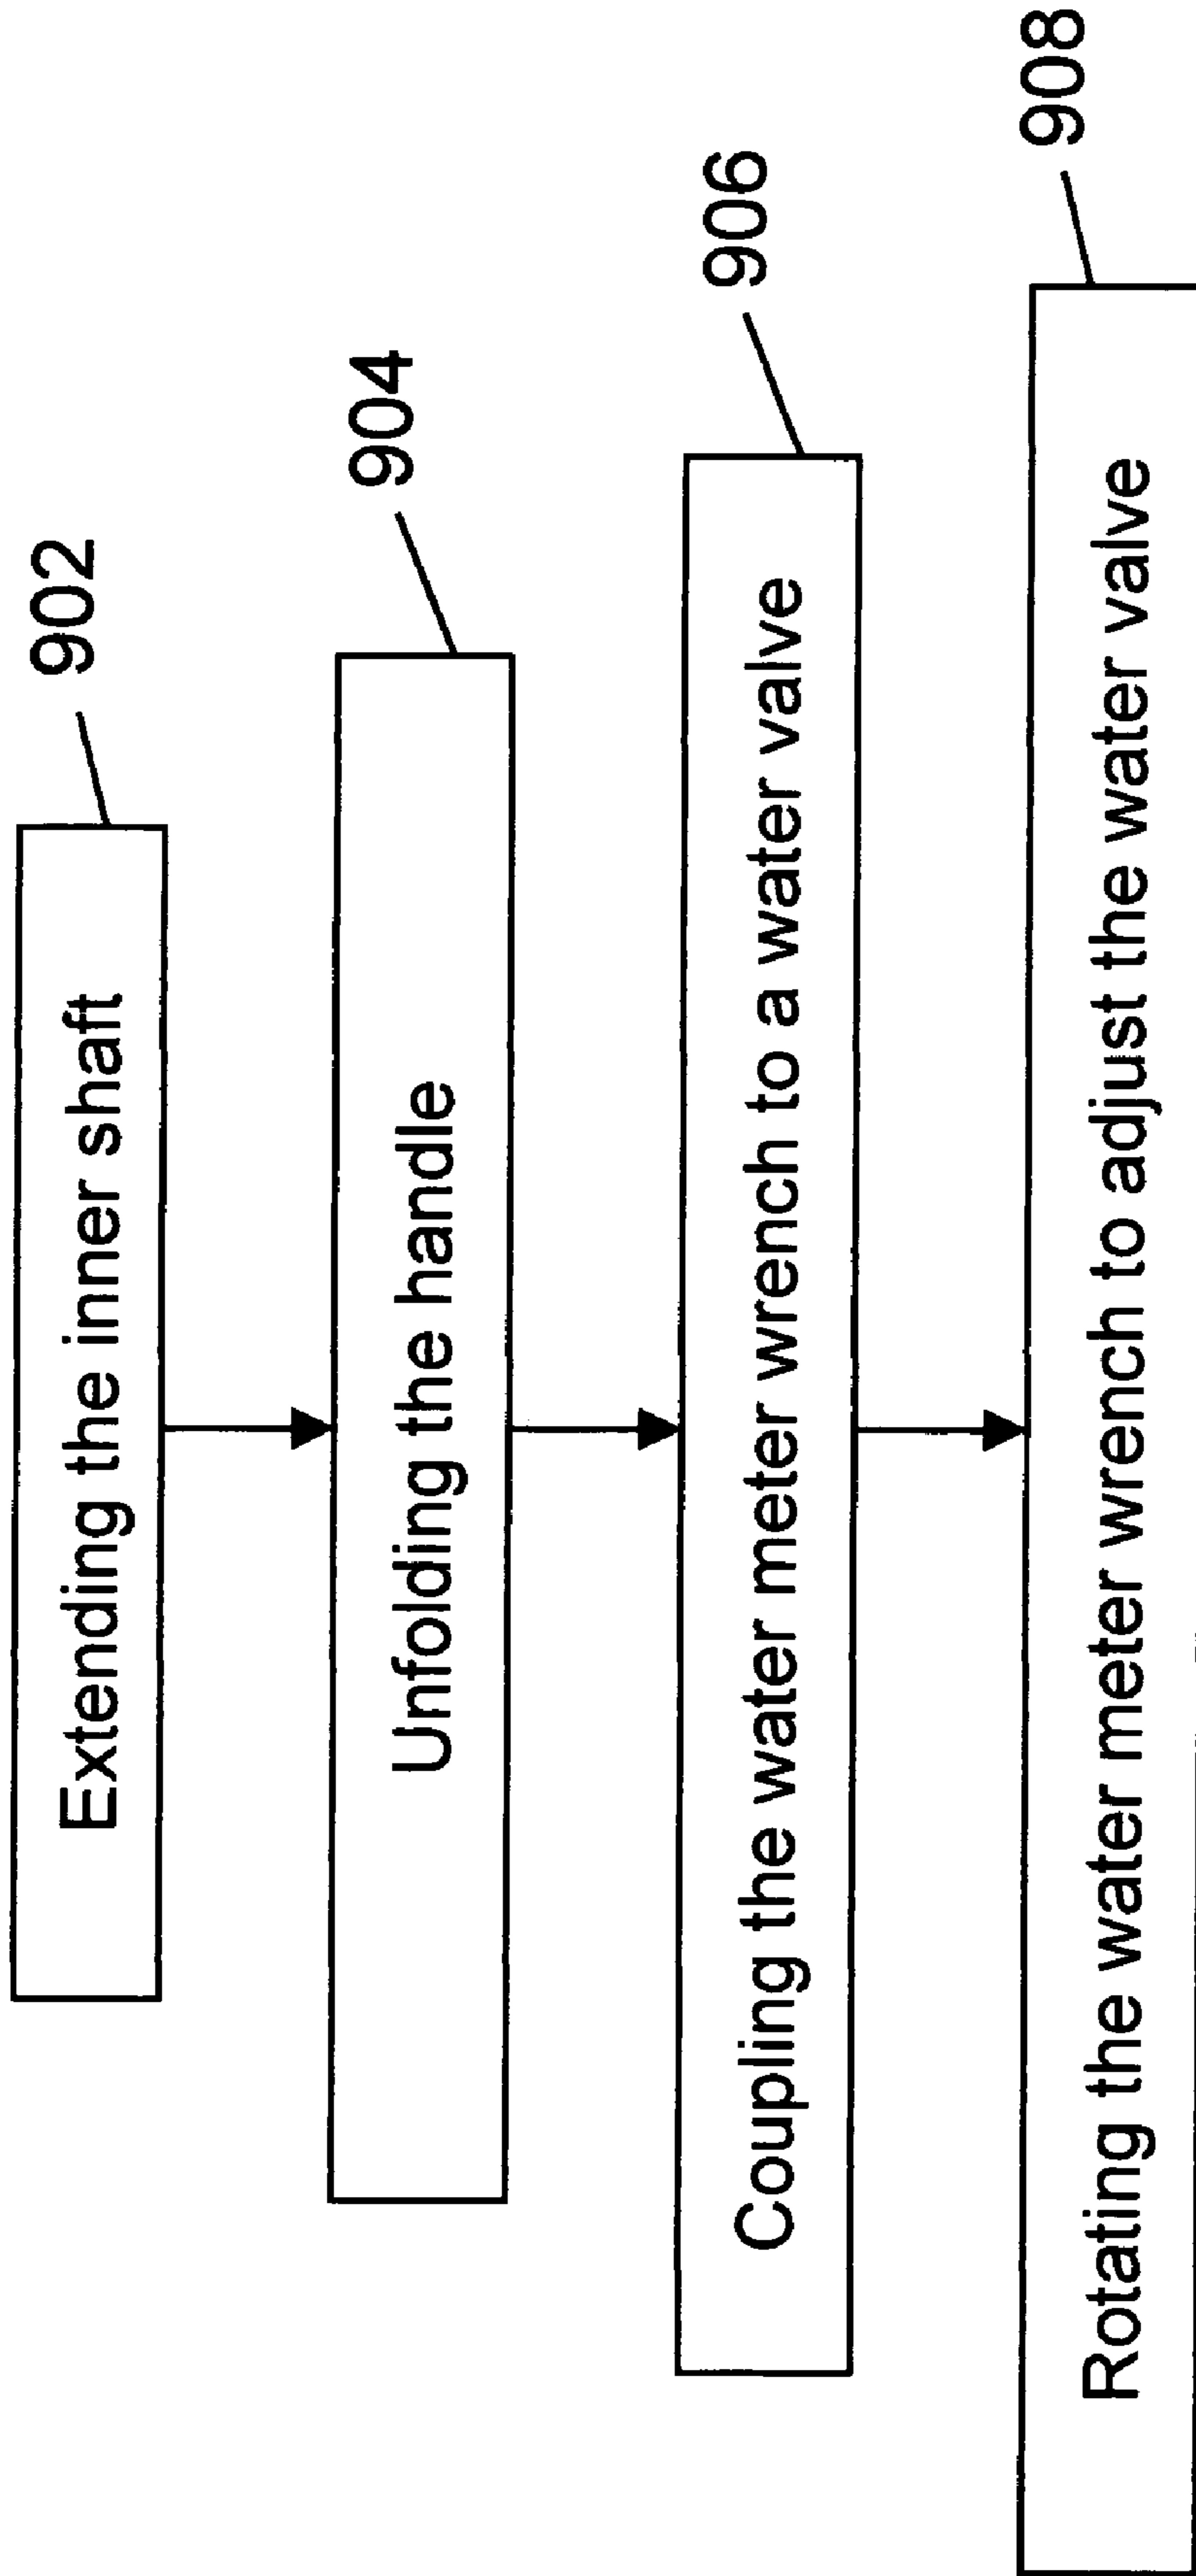 902
Extending the inner shaft
904
Unfolding the handle
906
Coupling the water meter wrench to a water valve
908
Rotating the water meter wrench to adjust the water valve